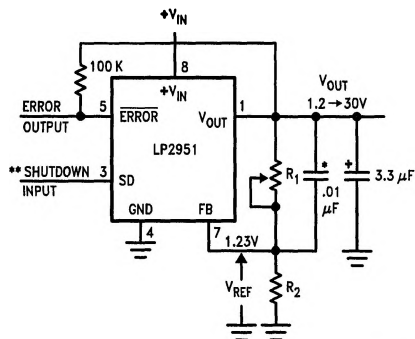 +VIN
8
100 K
+VIN
VOUT
1.2→30V
ERROR
OUTPUT
5
ERROR
VOUT
1
LP2951
** SHUTDOWN
INPUT
3
SD
R1
*
.01
μF
+
3.3 μF
GND
FB
4
7
1.23V
VREF
R2